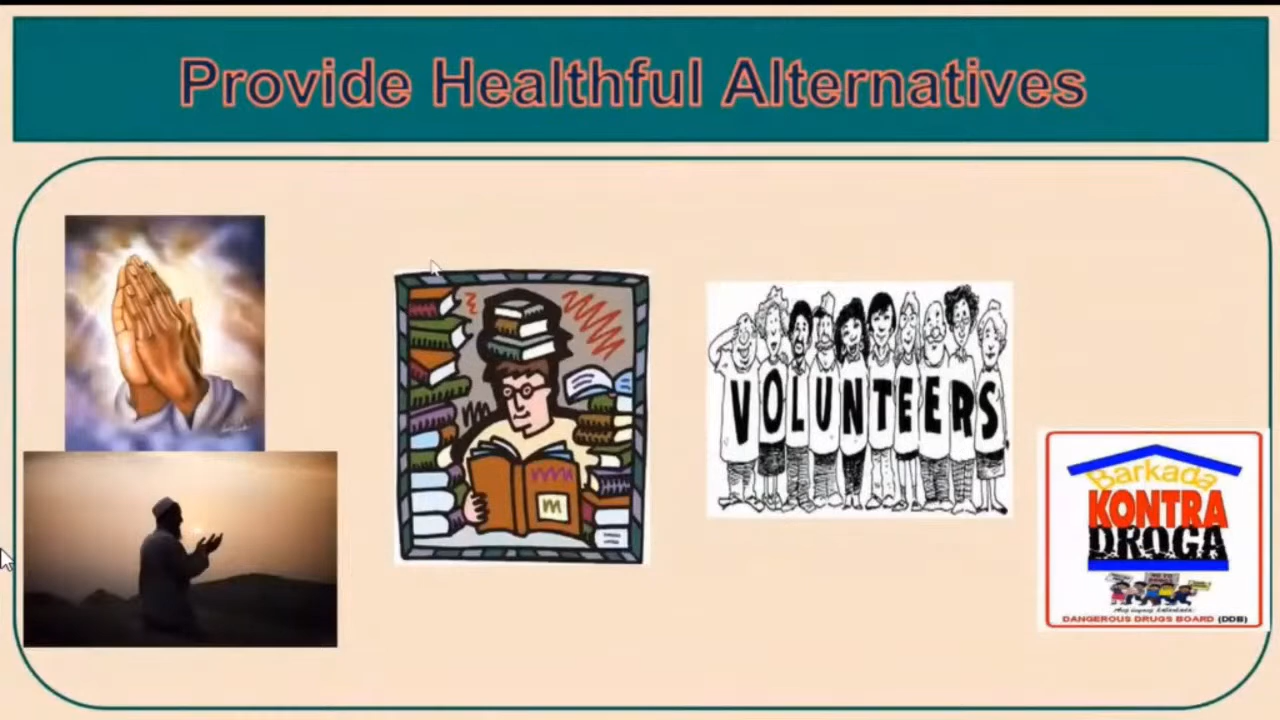 Provide Healthful Alternatives
VOLUNTEERS
Barkada
KONTRA
DROGA
DANGEROUS DRUGS BOARD (DDB)